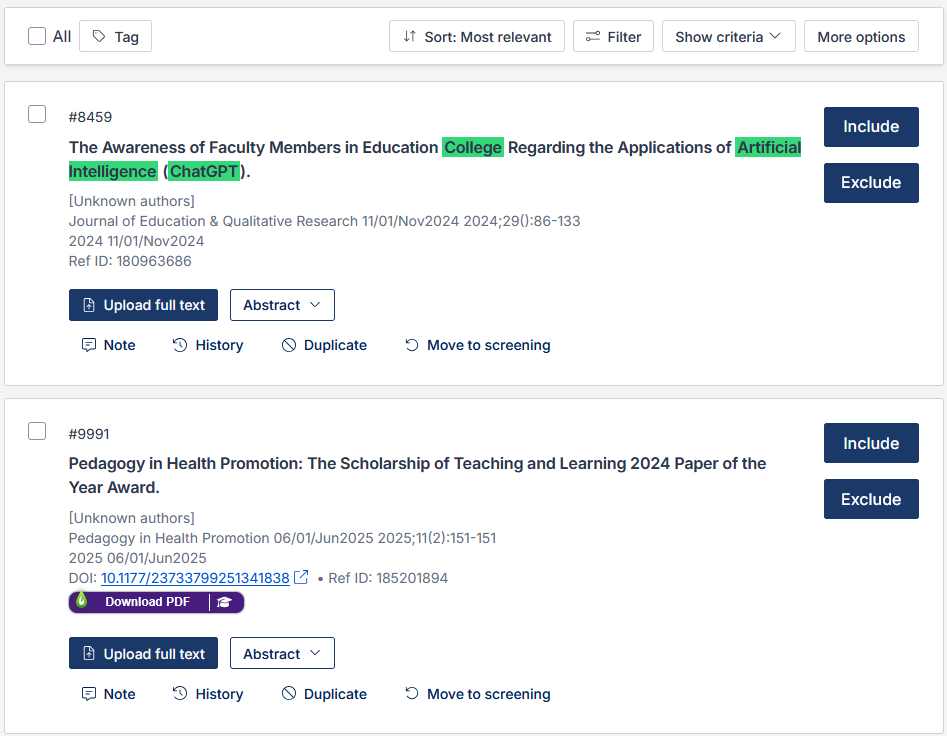 All Tag Sort: Most relevant Filter Show criteria More options
#8459
The Awareness of Faculty Members in Education College Regarding the Applications of Artificial
Intelligence (ChatGPT).
[Unknown authors]
Journal of Education & Qualitative Research 11/01/Nov2024 2024;29():86-133
2024 11/01/Nov2024
Ref ID: 180963686
Include
Exclude
Upload full text Abstract
Note History Duplicate Move to screening
#9991
Pedagogy in Health Promotion: The Scholarship of Teaching and Learning 2024 Paper of the
Year Award.
[Unknown authors]
Pedagogy in Health Promotion 06/01/Jun2025 2025;11(2):151-151
2025 06/01/Jun2025
DOI: 10.1177/23733799251341838 • Ref ID: 185201894
Download PDF
Include
Exclude
Upload full text Abstract
Note History Duplicate Move to screening